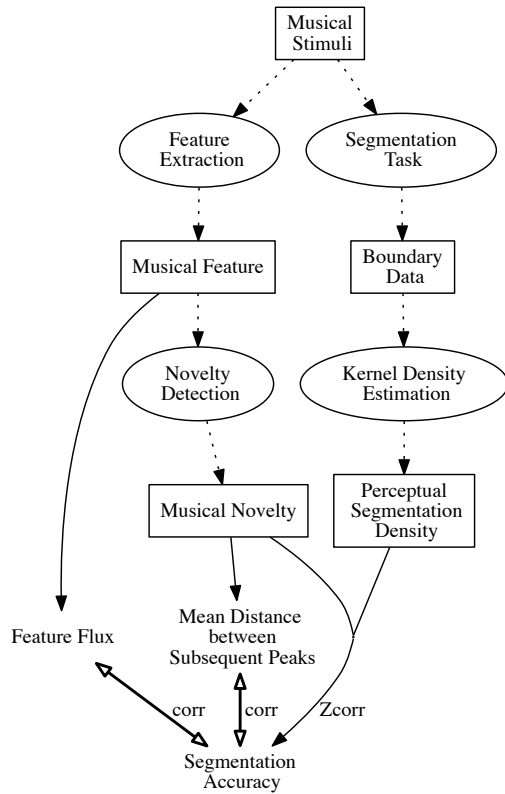 Musical
Stimuli
Feature
Extraction
Segmentation
Task
Musical Feature
Boundary
Data
Novelty
Detection
Kernel Density
Estimation
Musical Novelty
Perceptual
Segmentation
Density
Feature Flux
Mean Distance
between
Subsequent Peaks
corr
corr
Zcorr
Segmentation
Accuracy